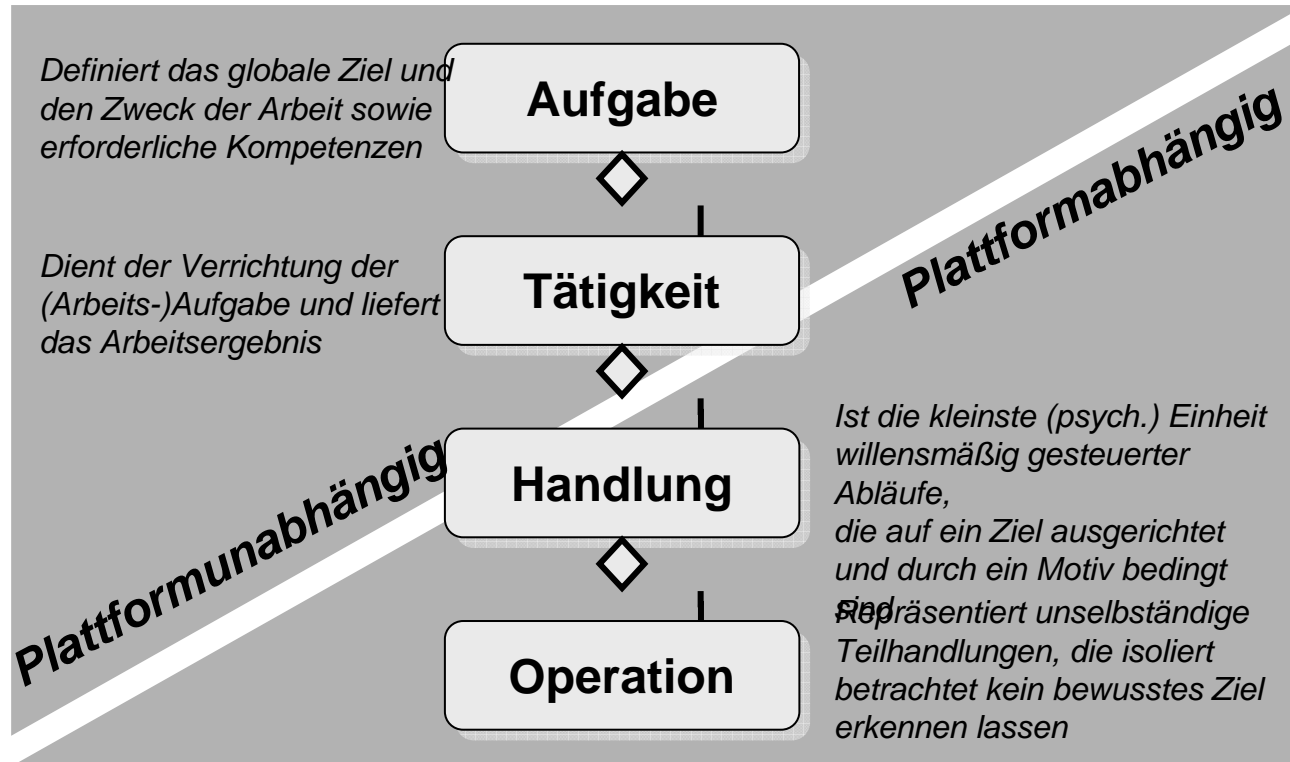 Definiert das globale Ziel und
den Zweck der Arbeit sowie
erforderliche Kompetenzen
Aufgabe
Plattformabhängig
Dient der Verrichtung der
(Arbeits-)Aufgabe und liefert
das Arbeitsergebnis
Tätigkeit
Plattformunabhängig
Handlung
Ist die kleinste (psych.) Einheit
willensmäßig gesteuerter
Abläufe,
die auf ein Ziel ausgerichtet
und durch ein Motiv bedingt
sind
Operation
Repräsentiert unselbständige
Teilhandlungen, die isoliert
betrachtet kein bewusstes Ziel
erkennen lassen